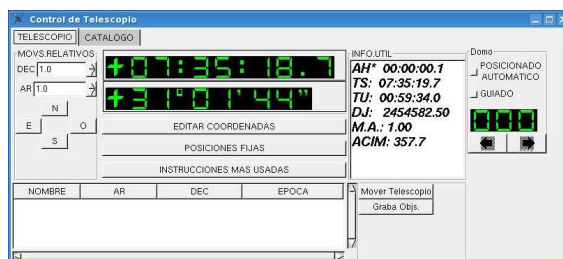 Control de Telescopio
TELESCOPIO CATALOGO
MOVS.RELATIVOS
DEC 1.0
AR 1.0
N
E O
S
+07:35:18.7
+31°01'44"
EDITAR COORDENADAS
POSICIONES FIJAS
INSTRUCCIONES MAS USADAS
INFO.UTIL
AH* 00:00:00.1
TS: 07:35:19.7
TU: 00:59:34.0
DJ: 2454582.50
M.A.: 1.00
ACIM: 357.7
Domo
POSICIONADO
AUTOMATICO
GUIADO
000
NOMBRE AR DEC EPOCA
Mover Telescopio
Graba Objs.